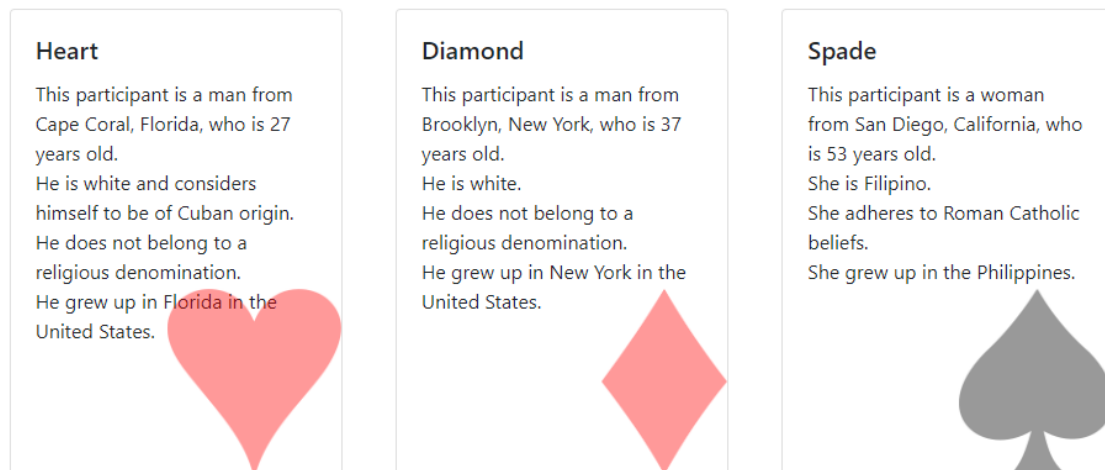 Heart
This participant is a man from
Cape Coral, Florida, who is 27
years old.
He is white and considers
himself to be of Cuban origin.
He does not belong to a
religious denomination.
He grew up in Florida in the
United States.
Diamond
This participant is a man from
Brooklyn, New York, who is 37
years old.
He is white.
He does not belong to a
religious denomination.
He grew up in New York in the
United States.
Spade
This participant is a woman
from San Diego, California, who
is 53 years old.
She is Filipino.
She adheres to Roman Catholic
beliefs.
She grew up in the Philippines.